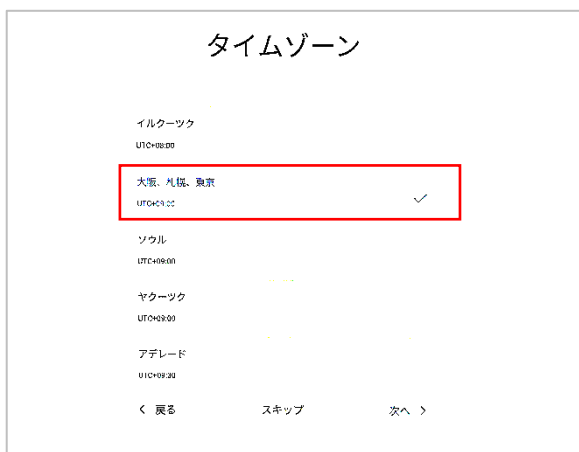 タイムゾーン
イルクーツク
UTC+08:00
大阪、札幌、東京
UTC+09:00
ソウル
UTC+09:00
ヤクーツク
UTC+09:00
アデレード
UTC+09:30
戻る
スキップ
次へ